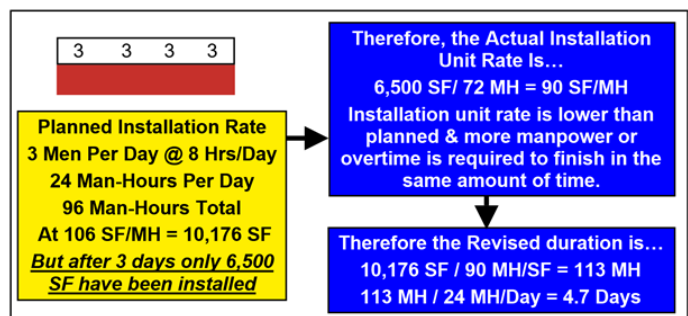 3 3 3 3
Planned Installation Rate
3 Men Per Day @ 8 Hrs/Day
24 Man-Hours Per Day
96 Man-Hours Total
At 106 SF/MH = 10,176 SF
But after 3 days only 6,500
SF have been installed
Therefore, the Actual Installation
Unit Rate Is…
6,500 SF/ 72 MH = 90 SF/MH
Installation unit rate is lower than
planned & more manpower or
overtime is required to finish in the
same amount of time.
Therefore the Revised duration is…
10,176 SF / 90 MH/SF = 113 MH
113 MH / 24 MH/Day = 4.7 Days